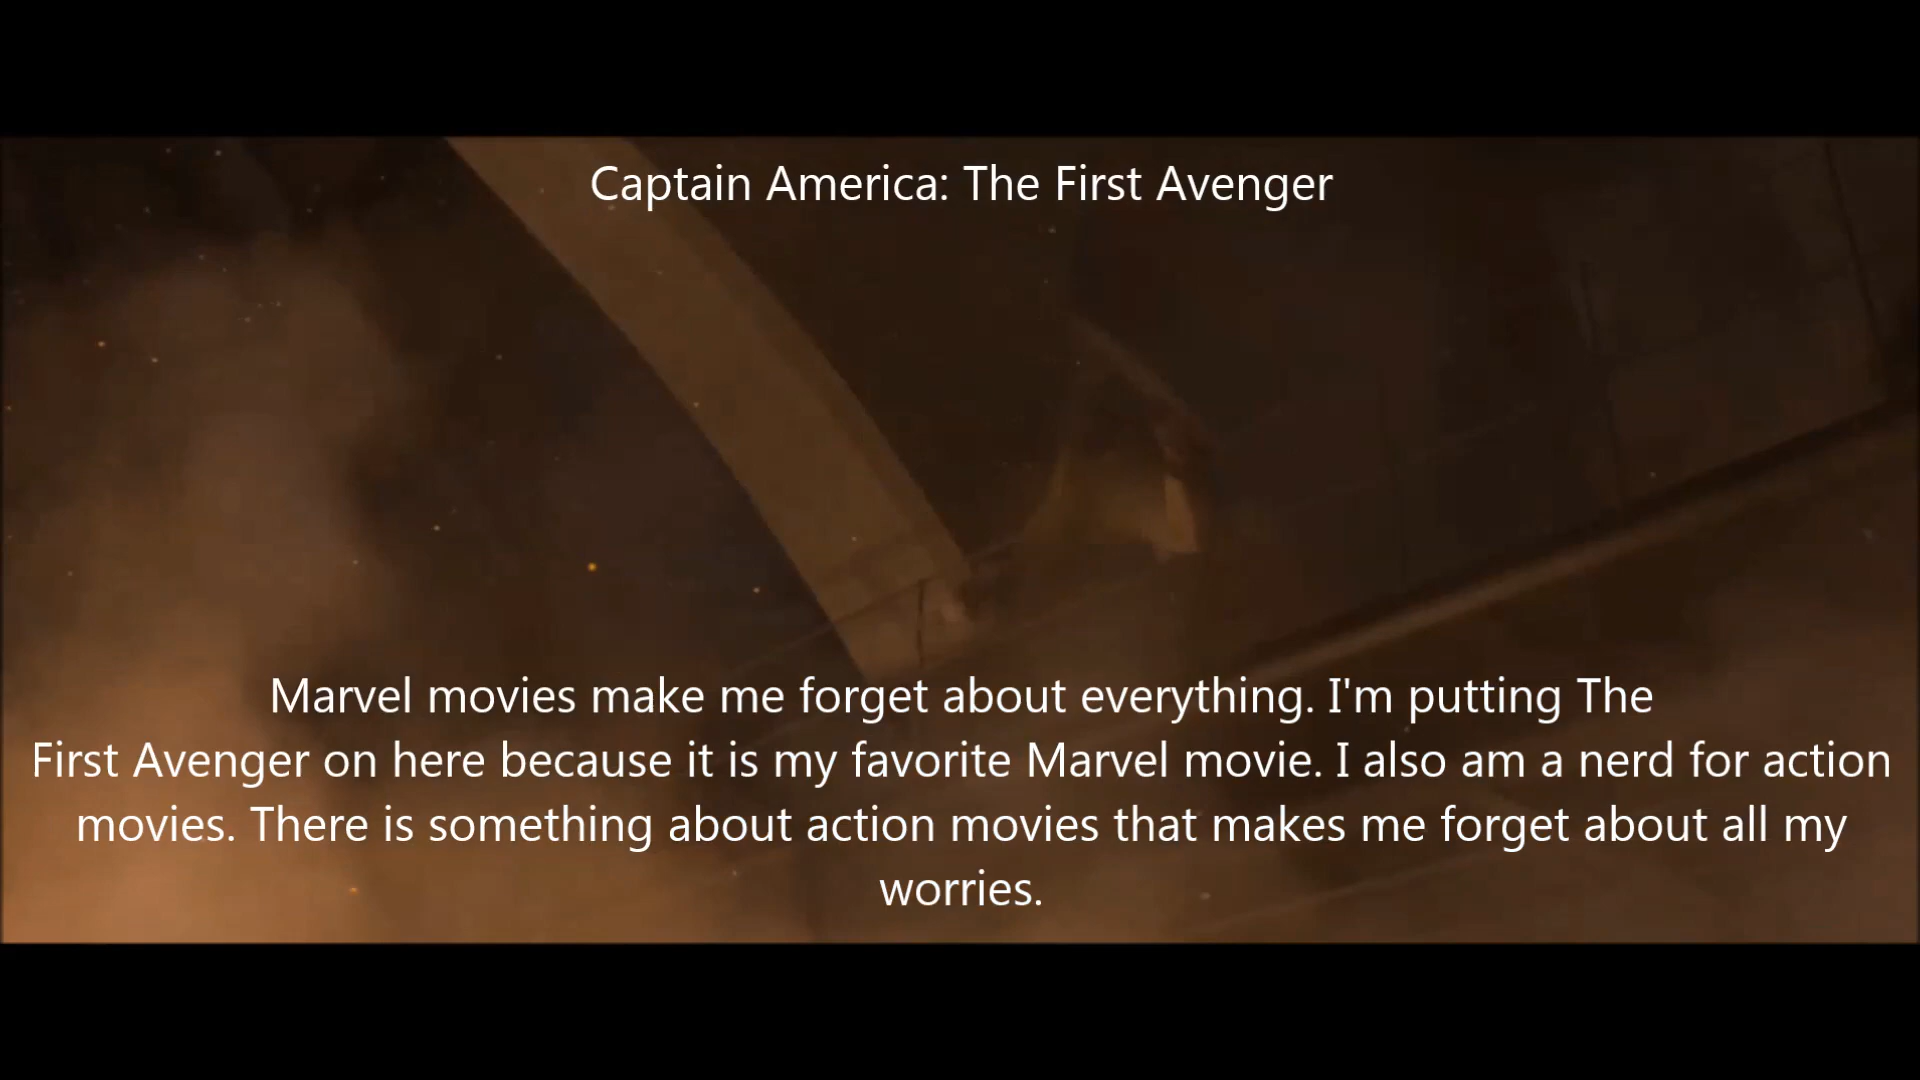 Captain America: The First Avenger
Marvel movies make me forget about everything. I'm putting The
First Avenger on here because it is my favorite Marvel movie. I also am a nerd for action
movies. There is something about action movies that makes me forget about all my
worries.